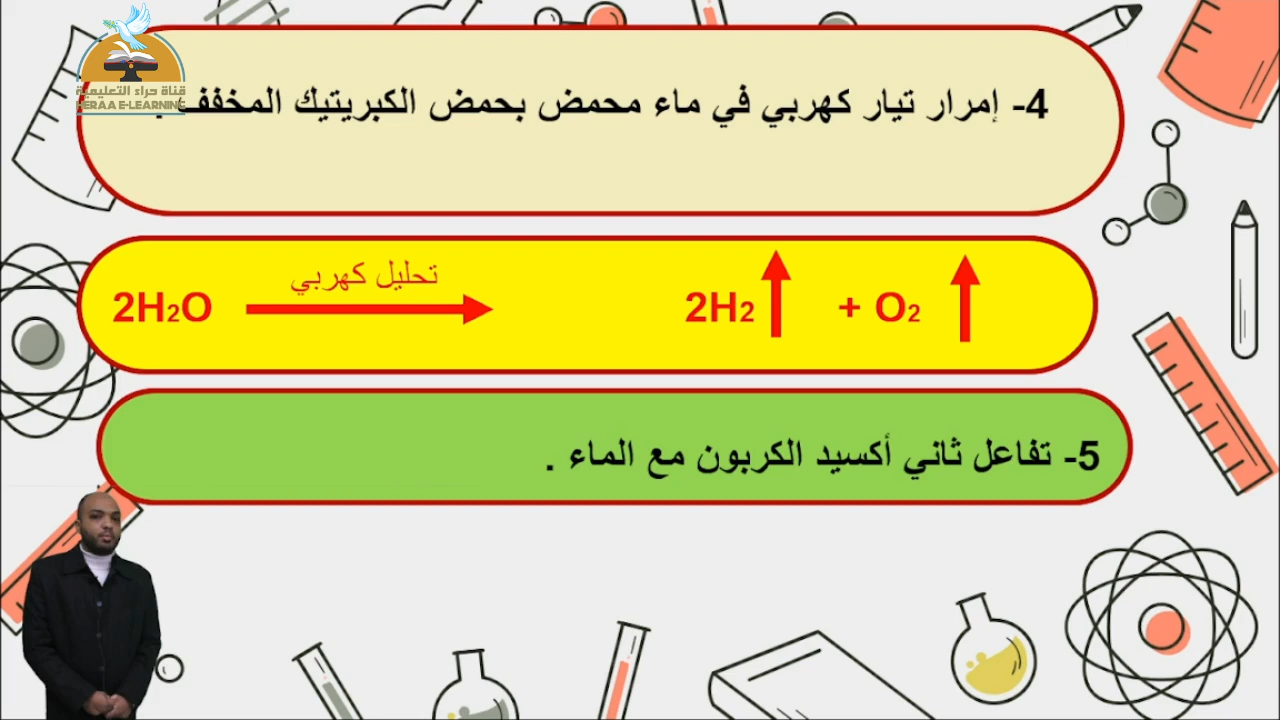 قناة حراء التعليمية
HERAA E-LEARNING
4- إمرار تيار كهربي في ماء محمض بحمض الكبريتيك المخفف .
تحليل كهربي
2H₂O 2H₂ + O₂
5- تفاعل ثاني أكسيد الكربون مع الماء .